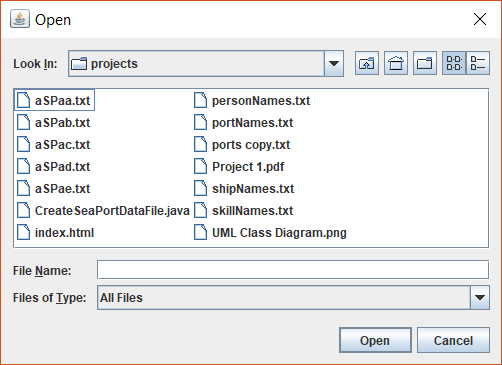 Open
Look In: projects
aSPaa.txt personNames.txt
aSPab.txt portNames.txt
aSPac.txt ports copy.txt
aSPad.txt Project 1.pdf
aSPae.txt shipNames.txt
CreateSeaPortDataFile.java skillNames.txt
index.html UML Class Diagram.png
File Name:
Files of Type: All Files
Open Cancel